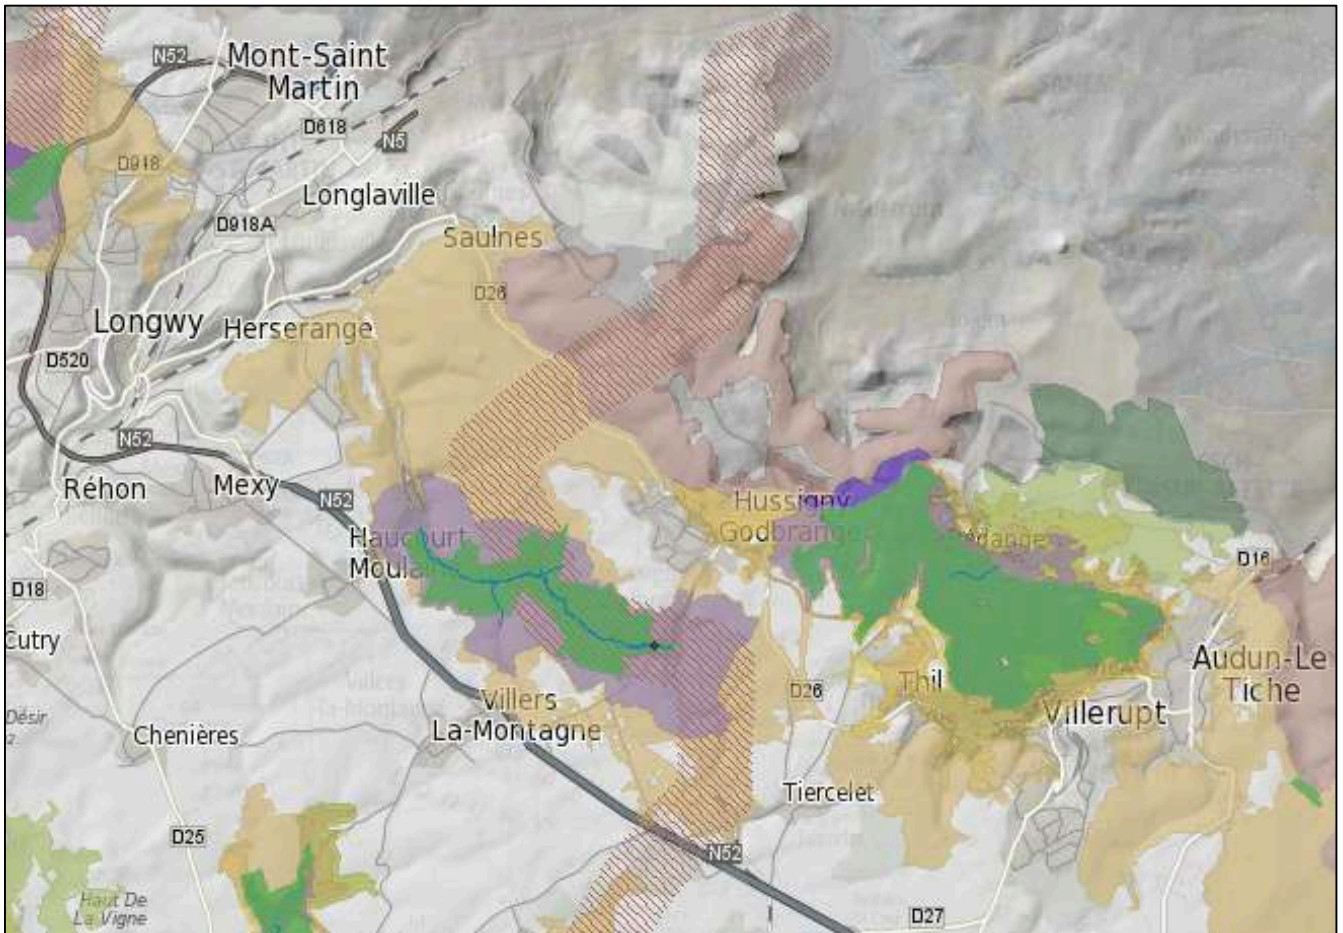 N52
Mont-Saint
Martin
D618
N5
D918
Longlaville
D918A
Saulnes
D26
Longwy
Herserange
D520
N52
Réhon
Mexy
N52
Hussigny
Godbrange
Haucourt
D16
D18
Cutry
Audun-Le
Tiche
Thil
D26
Villers
La-Montagne
Villerupt
Désir
Chenières
Tiercelet
D25
N52
Haut De
La Vigne
D27